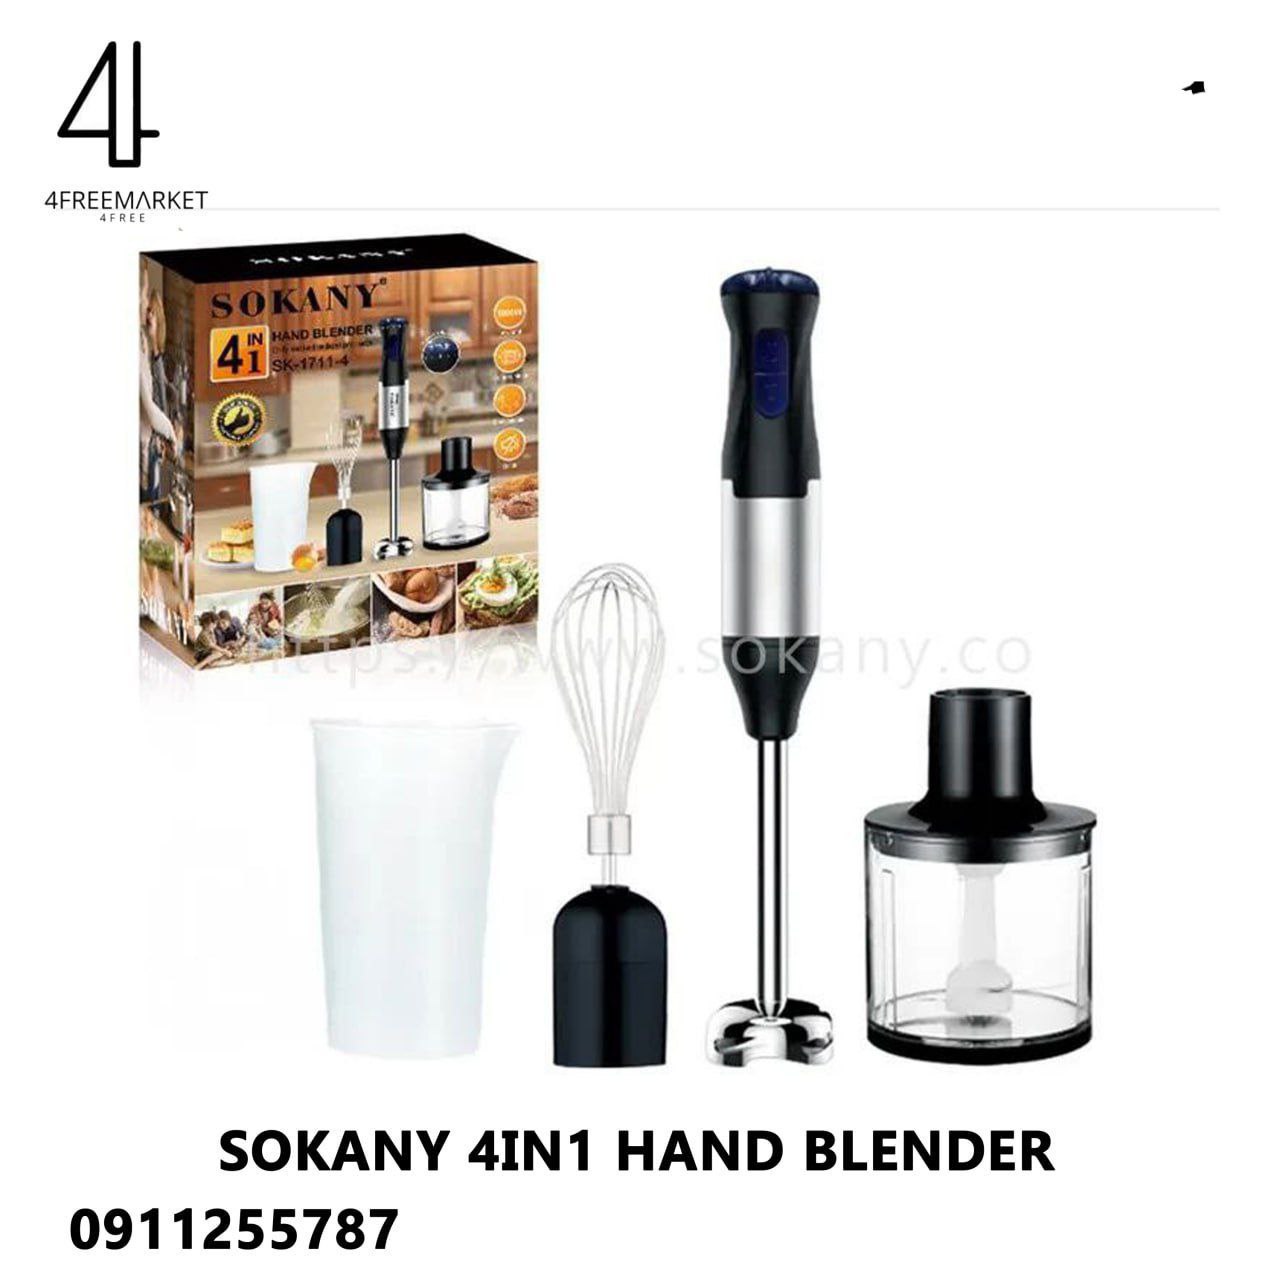 4
4FREEMARKET
4FREE
SOKANY
SOKANY®
4 IN 1
HAND BLENDER
SK-1711-4
https://www.sokany.co
SOKANY 4IN1 HAND BLENDER
0911255787